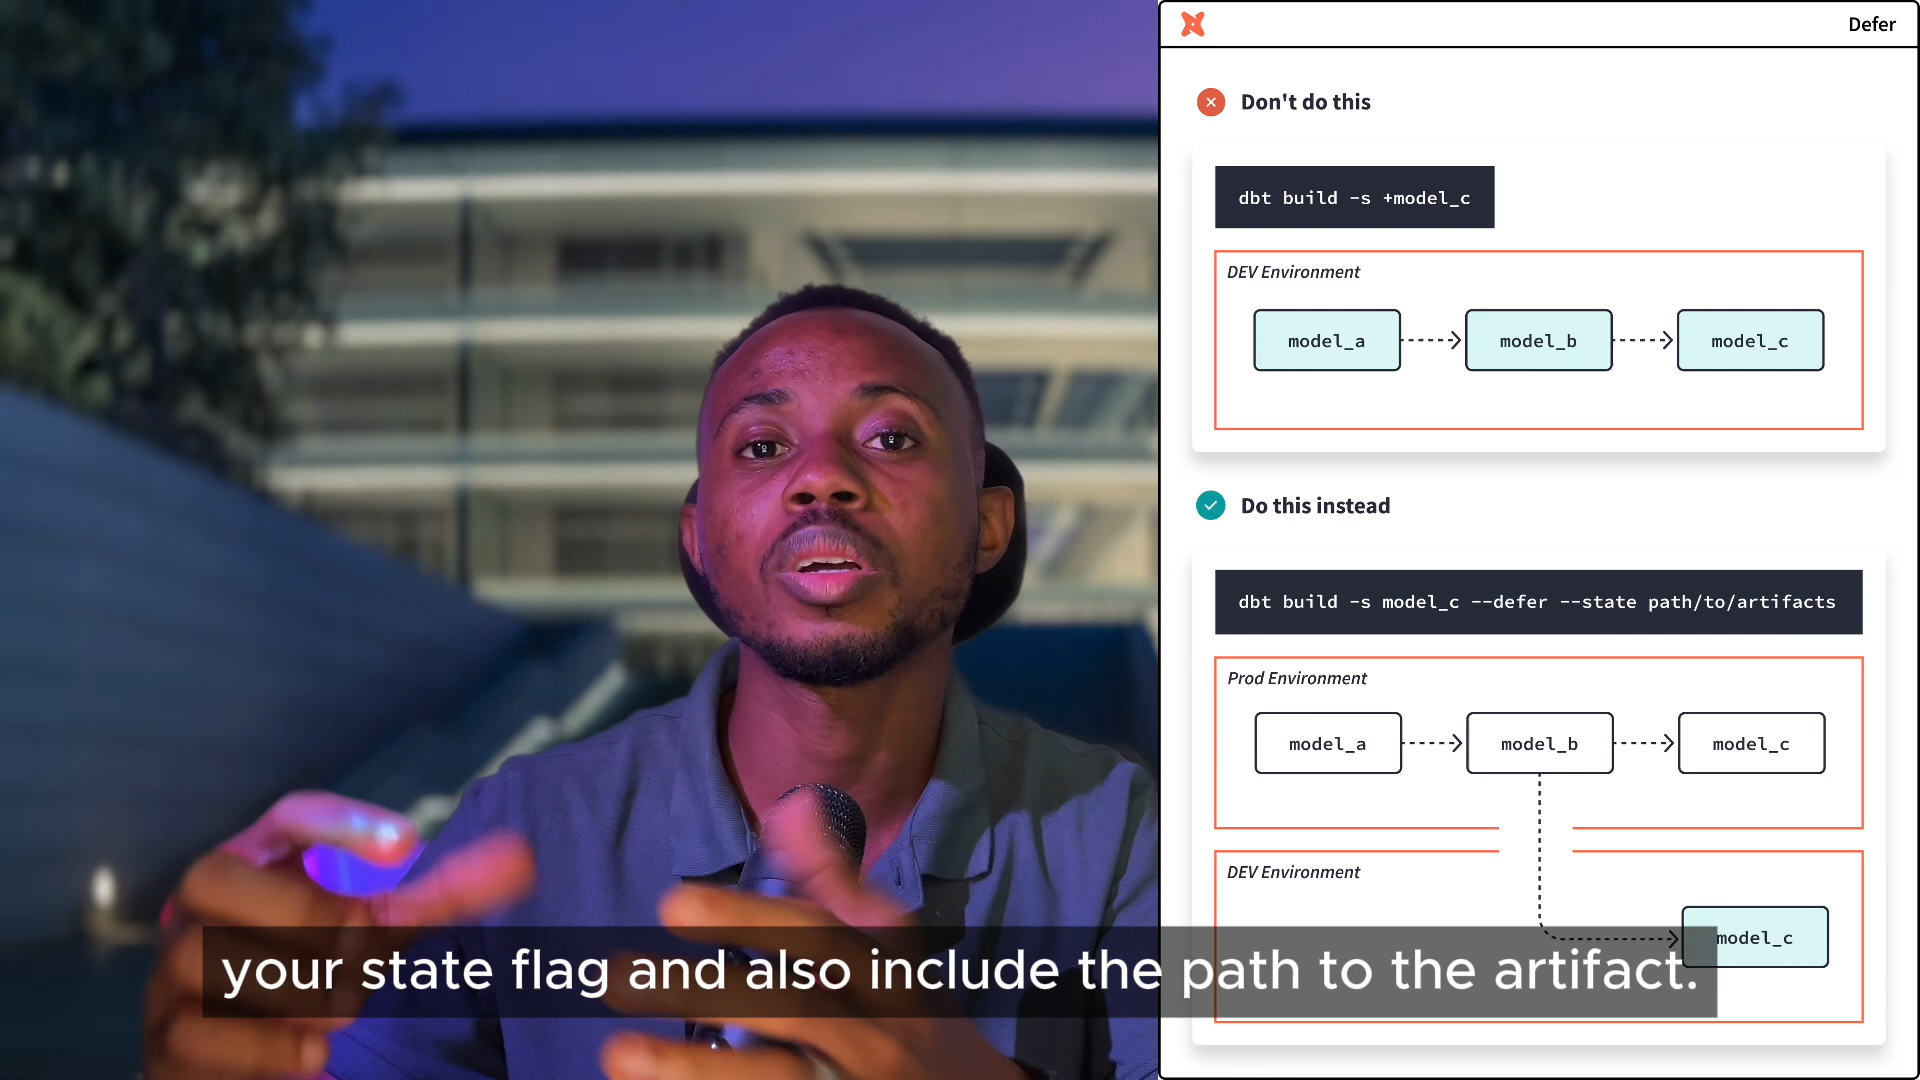 Defer
Don't do this
dbt build -s +model_c
DEV Environment
model_a
model_b
model_c
Do this instead
dbt build -s model_c --defer --state path/to/artifacts
Prod Environment
model_a
model_b
model_c
DEV Environment
model_c
your state flag and also include the path to the artifact.